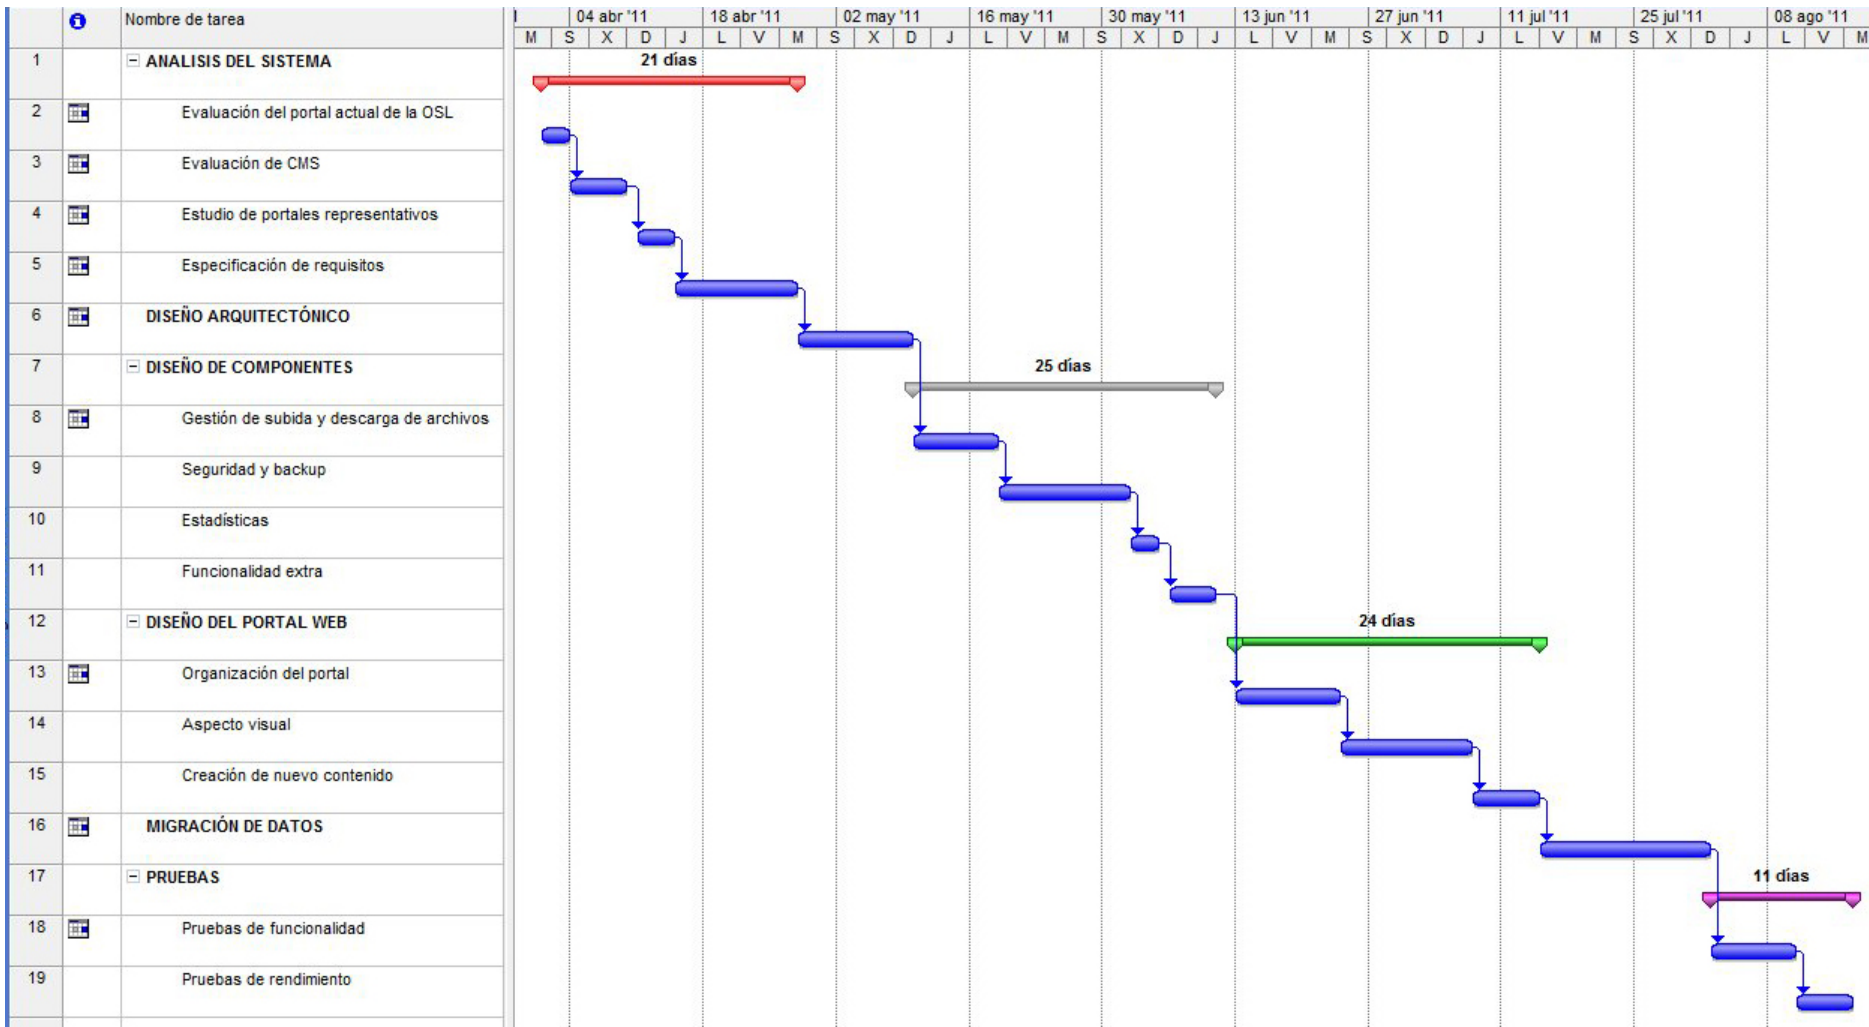 Nombre de tarea
04 abr '11 18 abr '11 02 may '11 16 may '11 30 may '11 13 jun '11 27 jun '11 11 jul '11 25 jul '11 08 ago '11
M S X D J L V M S X D J L V M S X D J L V M S X D J L V M S X D J L V M
1 ANALISIS DEL SISTEMA 21 días
2 Evaluación del portal actual de la OSL
3 Evaluación de CMS
4 Estudio de portales representativos
5 Especificación de requisitos
6 DISEÑO ARQUITECTÓNICO
7 DISEÑO DE COMPONENTES 25 días
8 Gestión de subida y descarga de archivos
9 Seguridad y backup
10 Estadísticas
11 Funcionalidad extra
12 DISEÑO DEL PORTAL WEB 24 días
13 Organización del portal
14 Aspecto visual
15 Creación de nuevo contenido
16 MIGRACIÓN DE DATOS
17 PRUEBAS 11 días
18 Pruebas de funcionalidad
19 Pruebas de rendimiento